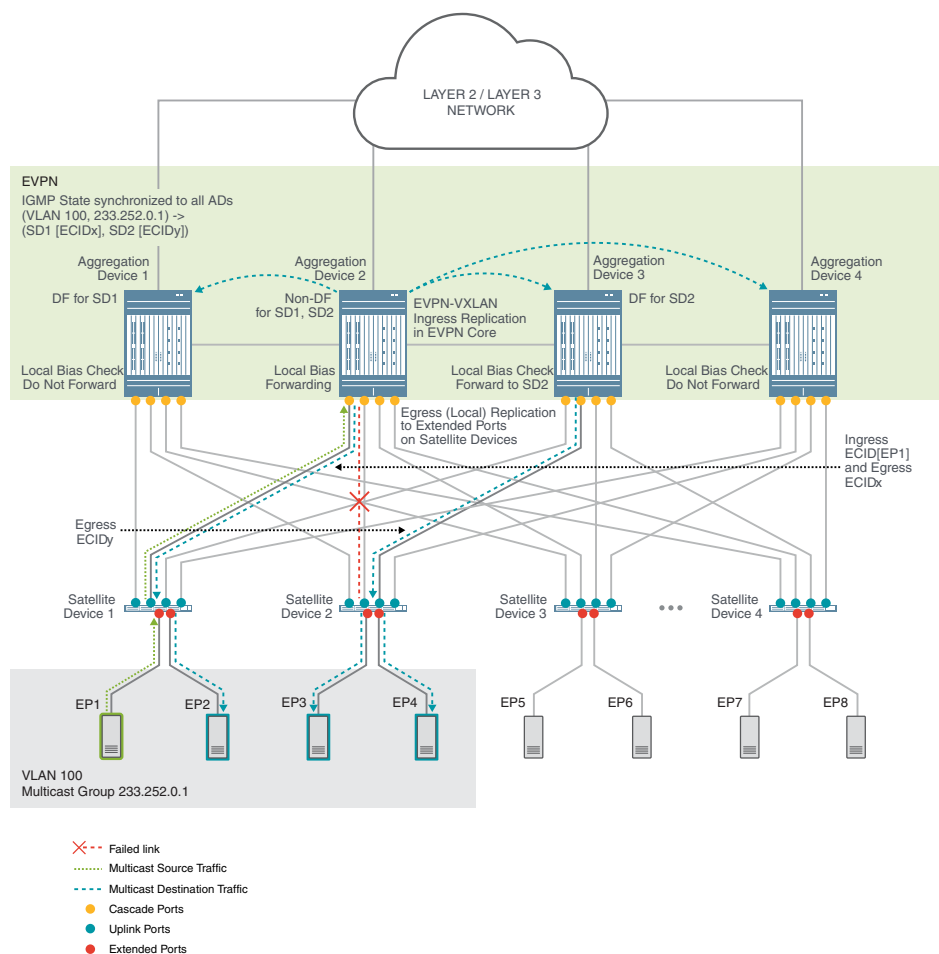 LAYER 2 / LAYER 3
NETWORK
EVPN
IGMP State synchronized to all ADs
(VLAN 100, 233.252.0.1) ->
(SD1 [ECIDx], SD2 [ECIDy])
Aggregation
Device 1
Aggregation
Device 2
Aggregation
Device 3
Aggregation
Device 4
DF for SD1
Non-DF
for SD1, SD2
EVPN-VXLAN
Ingress Replication
in EVPN Core
DF for SD2
Local Bias Check
Do Not Forward
Local Bias
Forwarding
Local Bias Check
Forward to SD2
Local Bias Check
Do Not Forward
Egress (Local) Replication
to Extended Ports
on Satellite Devices
Ingress
ECID[EP1]
and Egress
ECIDx
Egress
ECIDy
Satellite
Device 1
Satellite
Device 2
Satellite
Device 3
Satellite
Device 4
EP1
EP2
EP3
EP4
EP5
EP6
EP7
EP8
VLAN 100
Multicast Group 233.252.0.1
Failed link
Multicast Source Traffic
Multicast Destination Traffic
Cascade Ports
Uplink Ports
Extended Ports